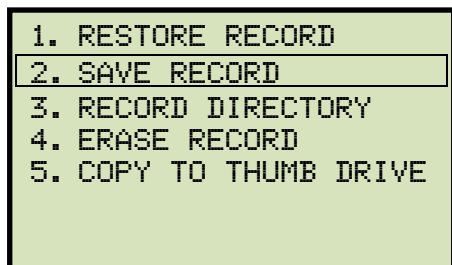 1. RESTORE RECORD
2. SAVE RECORD
3. RECORD DIRECTORY
4. ERASE RECORD
5. COPY TO THUMB DRIVE